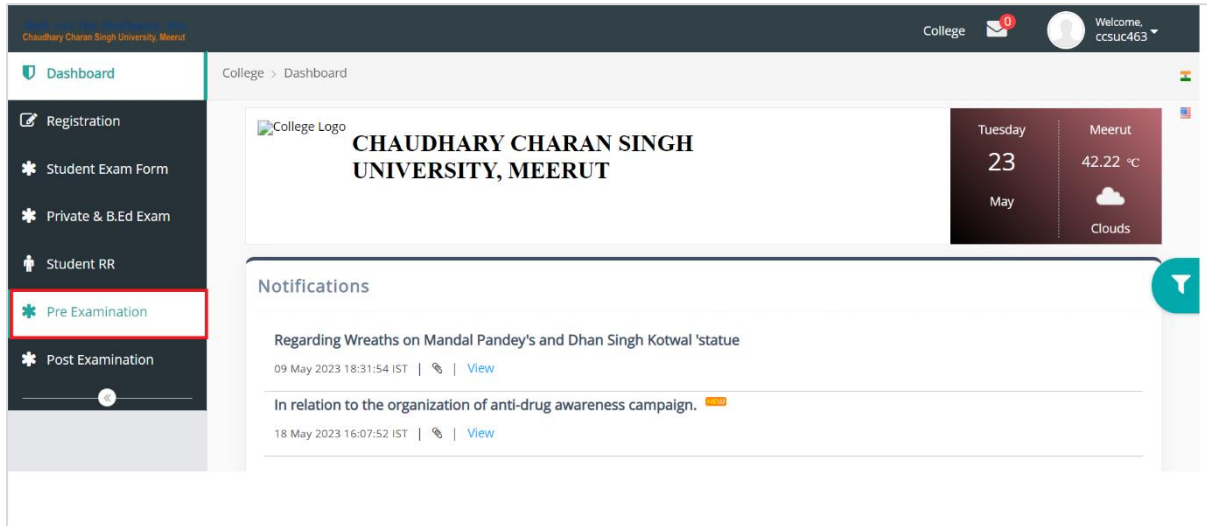 Chaudhary Charan Singh University, Meerut
College
0
Welcome,
ccsuc463
Dashboard
College > Dashboard
Registration
Student Exam Form
Private & B.Ed Exam
Student RR
Pre Examination
Post Examination
College Logo
CHAUDHARY CHARAN SINGH
UNIVERSITY, MEERUT
Tuesday
23
May
Meerut
42.22 °C
Clouds
Notifications
Regarding Wreaths on Mandal Pandey's and Dhan Singh Kotwal 'statue
09 May 2023 18:31:54 IST | | View
In relation to the organization of anti-drug awareness campaign. NEW
18 May 2023 16:07:52 IST | | View